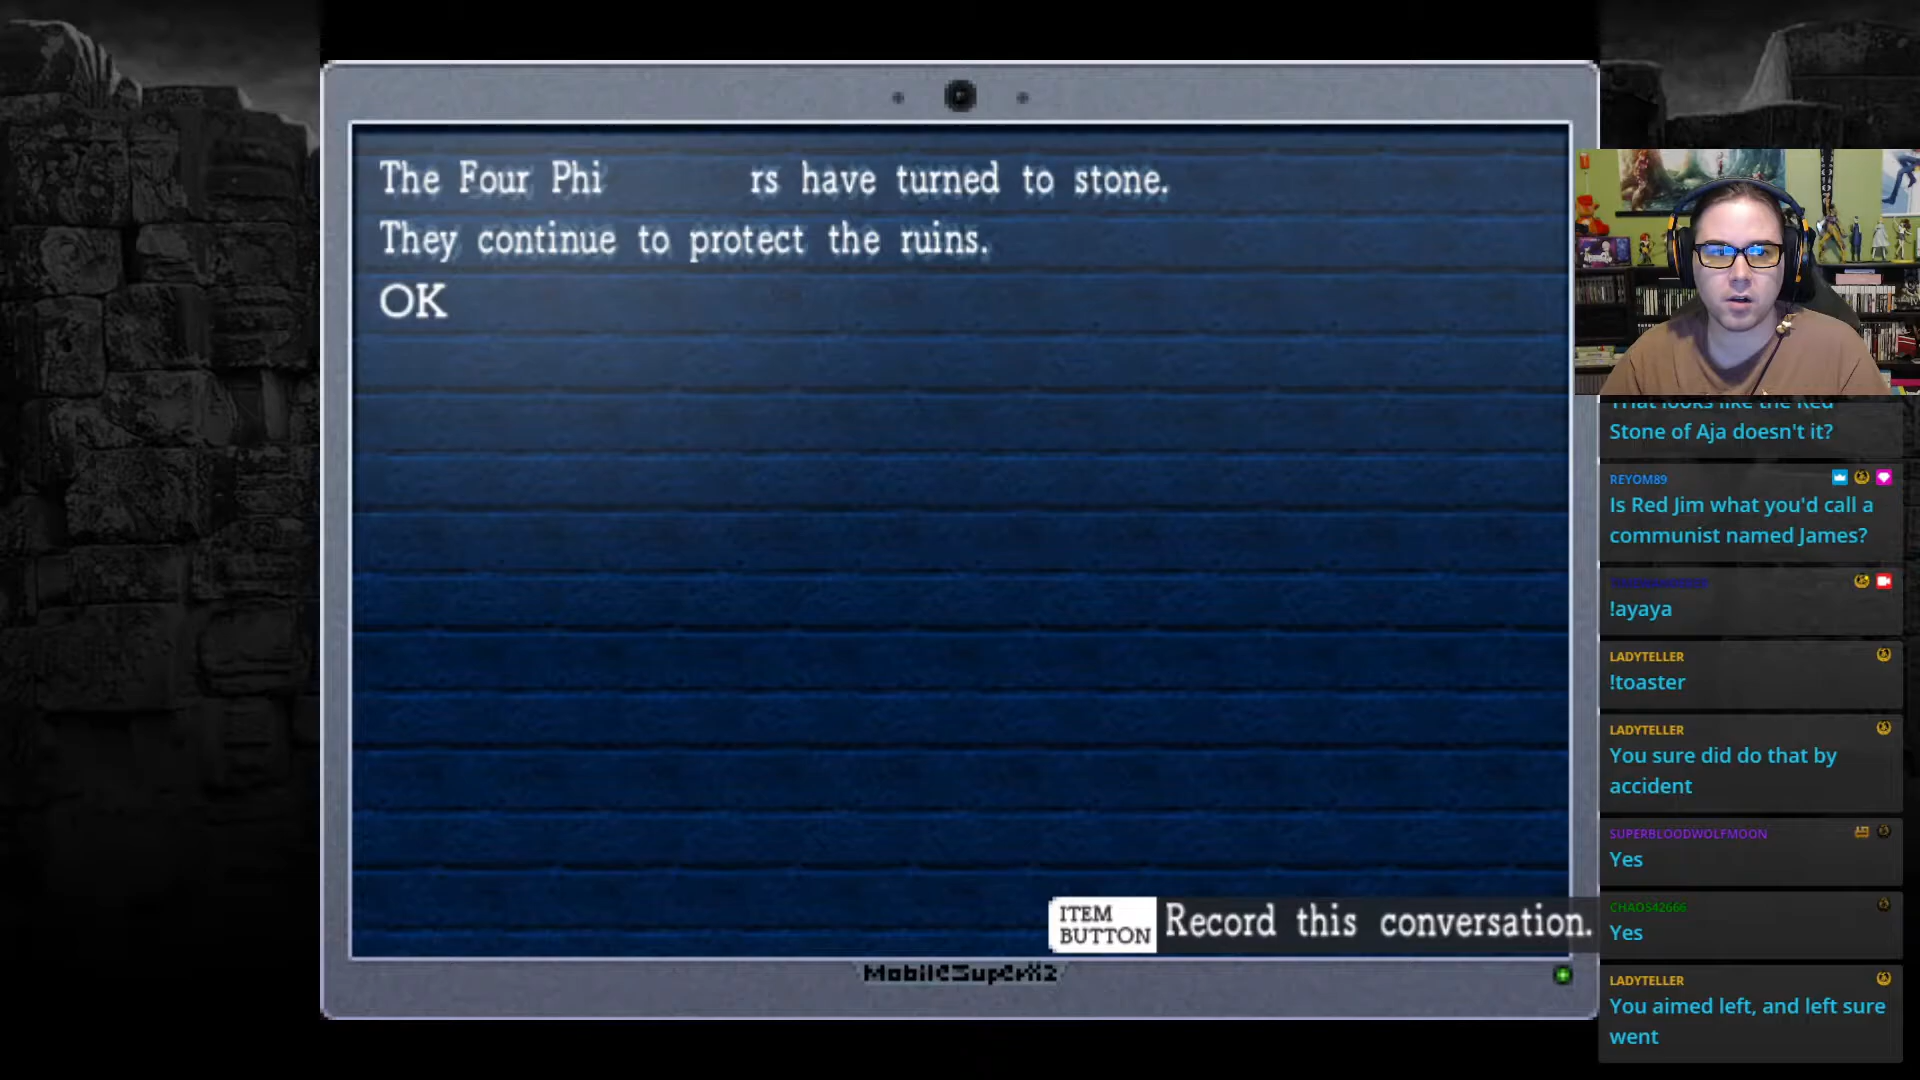 The Four Phi rs have turned to stone.
They continue to protect the ruins.
OK
ITEM
BUTTON
Record this conversation.
MobileSuperX2
Stone of Aja doesn't it?
REYOM89
Is Red Jim what you'd call a
communist named James?
!ayaya
LADYTELLER
!toaster
LADYTELLER
You sure did do that by
accident
SUPERBLOODWOLFMOON
Yes
CHAOS42666
Yes
LADYTELLER
You aimed left, and left sure
went